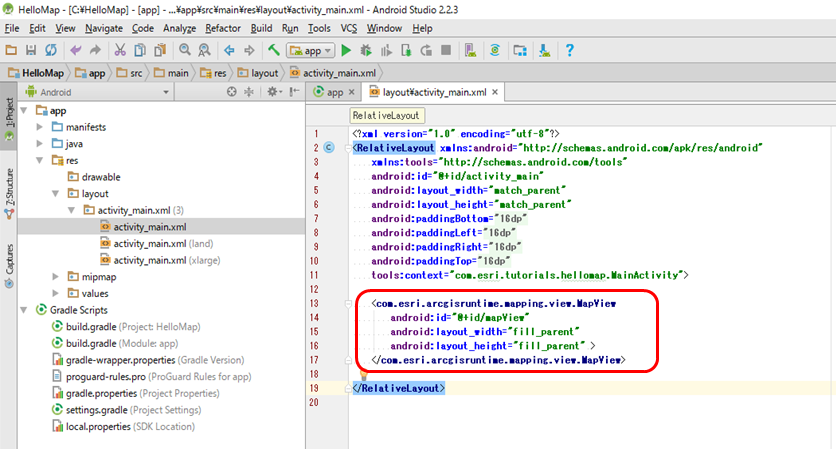 HelloMap - [C:¥HelloMap] - [app] - ...¥app¥src¥main¥res¥layout¥activity_main.xml - Android Studio 2.2.3
File Edit View Navigate Code Analyze Refactor Build Run Tools VCS Window Help
app
HelloMap app src main res layout activity_main.xml
1: Project
Z: Structure
Captures
Android
app
manifests
java
res
drawable
layout
activity_main.xml (3)
activity_main.xml
activity_main.xml (land)
activity_main.xml (xlarge)
mipmap
values
Gradle Scripts
build.gradle (Project: HelloMap)
build.gradle (Module: app)
gradle-wrapper.properties (Gradle Version)
proguard-rules.pro (ProGuard Rules for app)
gradle.properties (Project Properties)
settings.gradle (Project Settings)
local.properties (SDK Location)
app layout¥activity_main.xml
RelativeLayout
1 <?xml version="1.0" encoding="utf-8"?>
2 <RelativeLayout xmlns:android="http://schemas.android.com/apk/res/android"
3 xmlns:tools="http://schemas.android.com/tools"
4 android:id="@+id/activity_main"
5 android:layout_width="match_parent"
6 android:layout_height="match_parent"
7 android:paddingBottom="16dp"
8 android:paddingLeft="16dp"
9 android:paddingRight="16dp"
10 android:paddingTop="16dp"
11 tools:context="com.esri.tutorials.hellomap.MainActivity">
12
13 <com.esri.arcgisruntime.mapping.view.MapView
14 android:id="@+id/mapView"
15 android:layout_width="fill_parent"
16 android:layout_height="fill_parent" >
17 </com.esri.arcgisruntime.mapping.view.MapView>
18
19 </RelativeLayout>
20